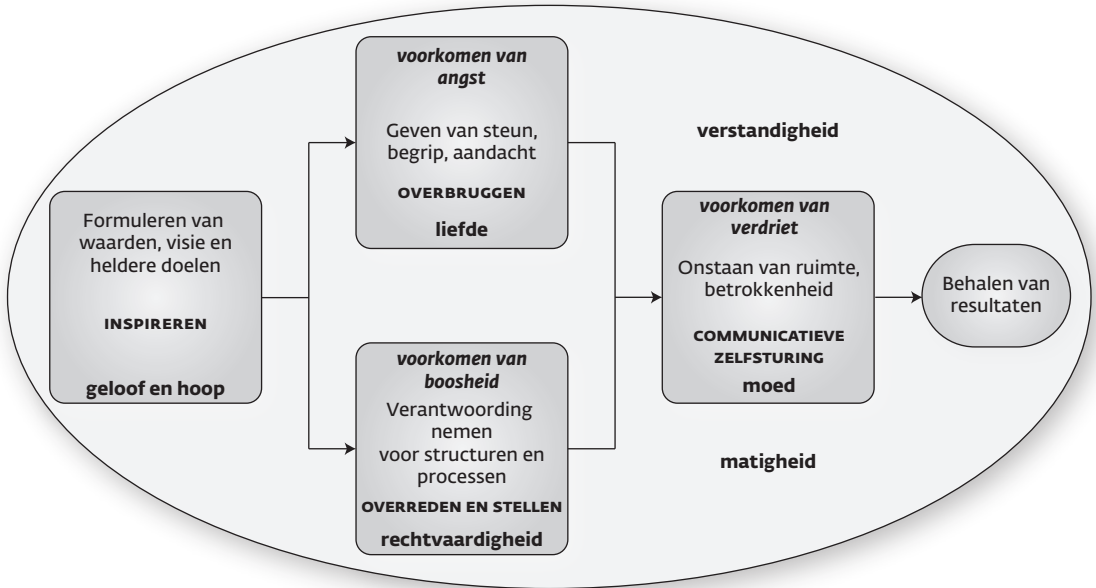 Formuleren van
waarden, visie en
heldere doelen
INSPIREREN
geloof en hoop
voorkomen van
angst
Geven van steun,
begrip, aandacht
OVERBRUGGEN
liefde
voorkomen van
boosheid
Verantwoording
nemen
voor structuren en
processen
OVERREDEN EN STELLEN
rechtvaardigheid
verstandigheid
voorkomen van
verdriet
Onstaan van ruimte,
betrokkenheid
COMMUNICATIEVE
ZELFSTURING
moed
matigheid
Behalen van
resultaten